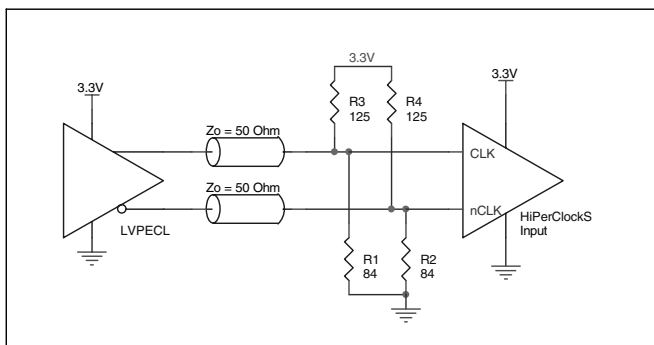 3.3V
3.3V
3.3V
R3
125
R4
125
Zo = 50 Ohm
CLK
Zo = 50 Ohm
nCLK
HiPerClockS
Input
LVPECL
R1
84
R2
84